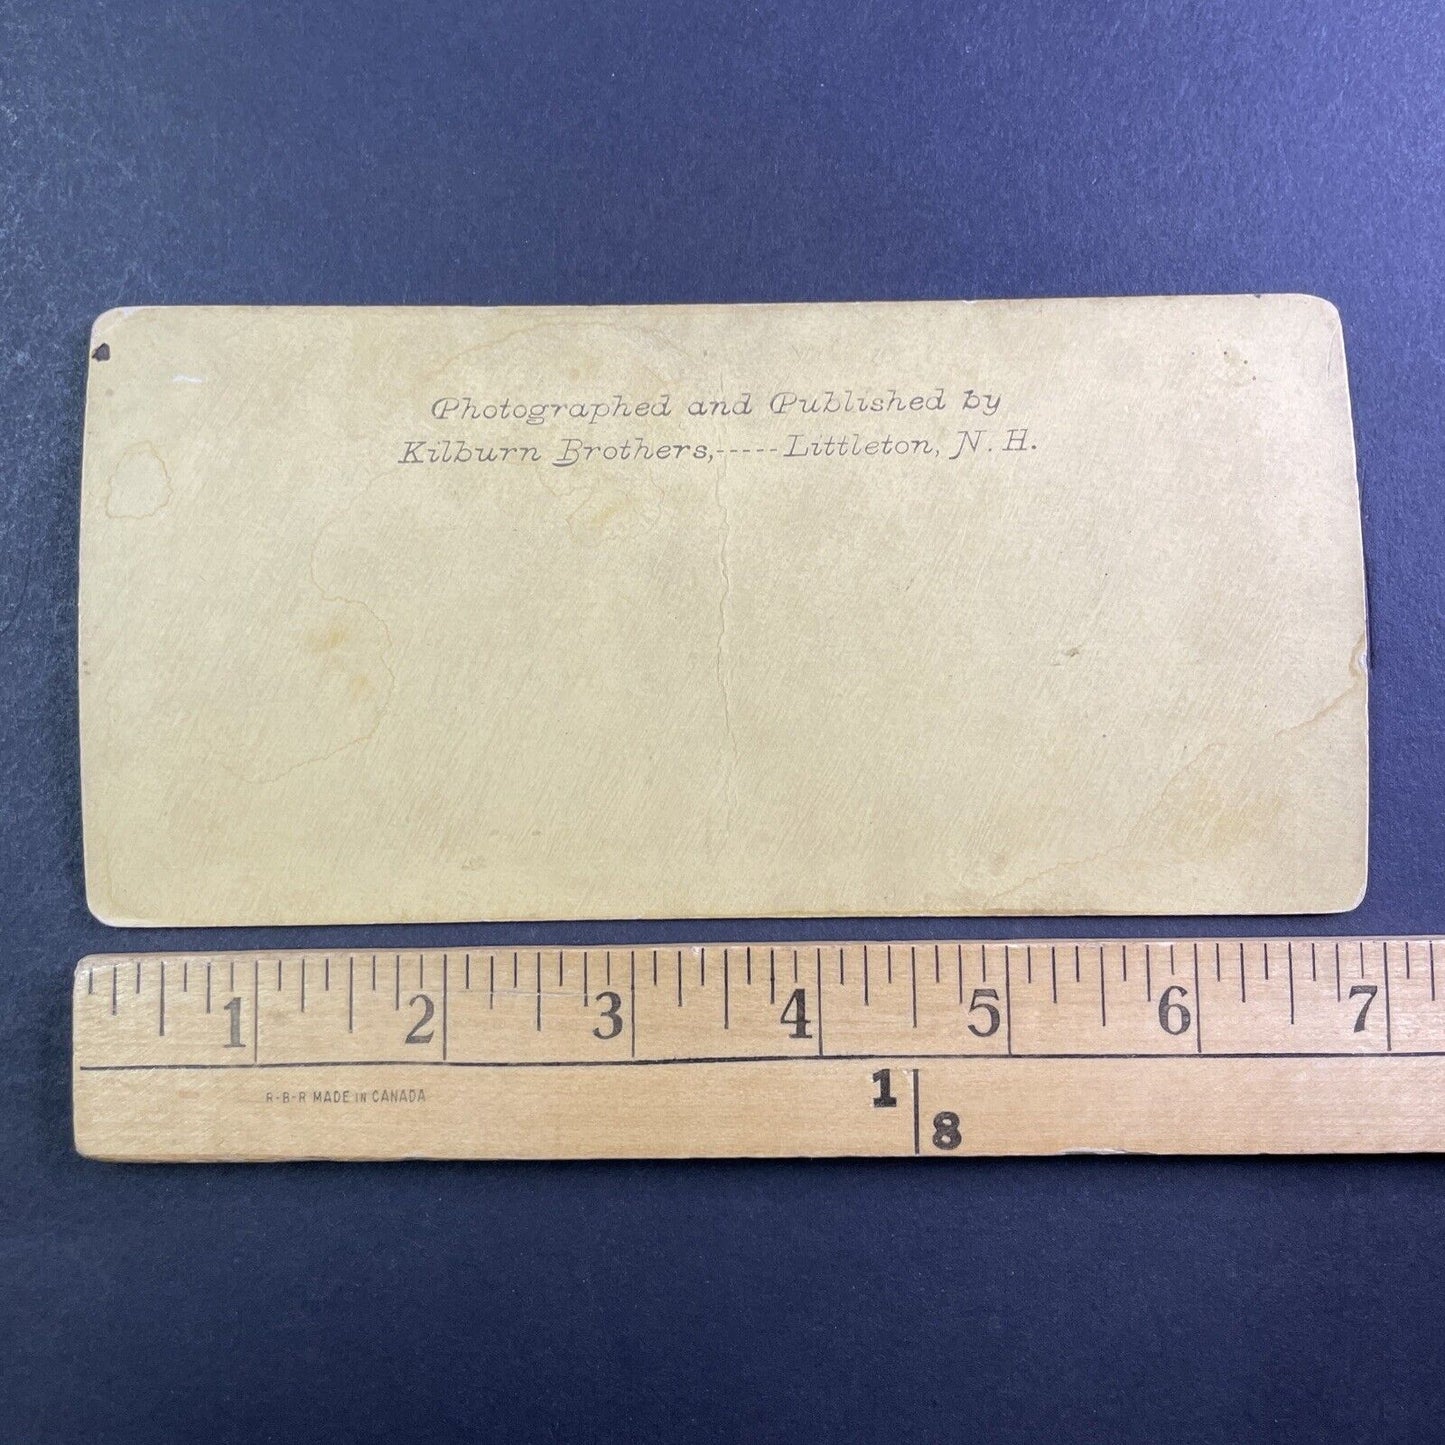 Photographed and Published by
Kilburn Brothers,-----Littleton, N. H.
1 2 3 4 5 6 7
R-B-R MADE IN CANADA
1
8